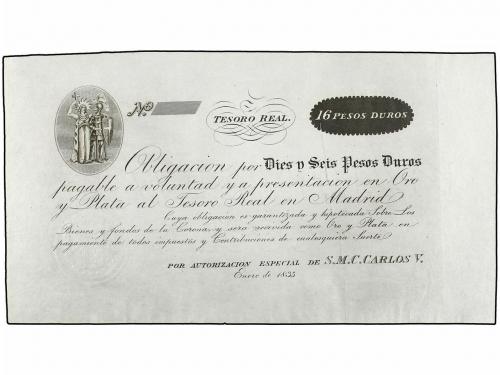 No
TESORO REAL.
16 PESOS DUROS
Obligacion por Dies y Seis Pesos Duros
pagable a voluntad y a presentacion en Oro
y Plata al Tesoro Real en Madrid
Cuya obligacion es garantizada y hipotecada Sobre Los
Bienes y fondos de la Corona, y sera recevida como Oro y Plata en
pagamiento de todos impuestos y Contribuciones de cualesquiera Suerte
POR AUTORIZACION ESPECIAL DE S.M.C. CARLOS V.
Enero de 1835